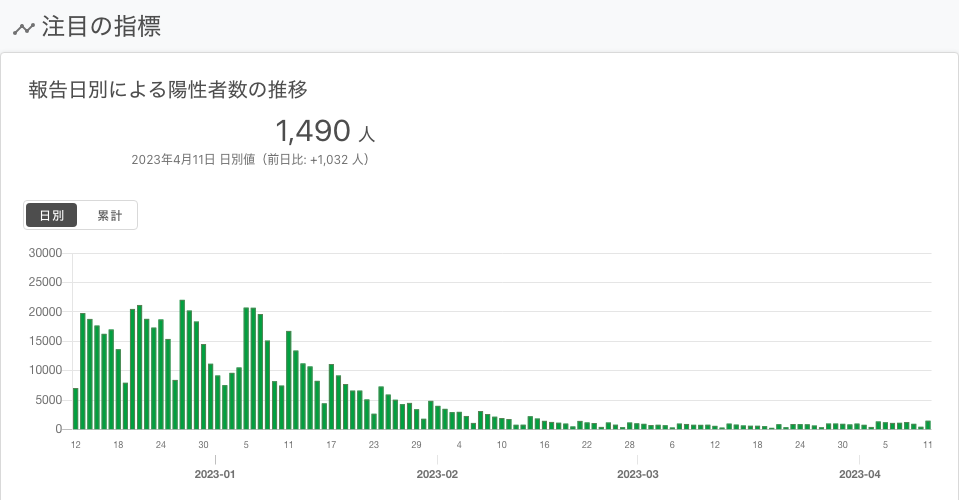 注目の指標
報告日別による陽性者数の推移
1,490 人
2023年4月11日 日別値（前日比: +1,032 人）
日別 累計
30000
25000
20000
15000
10000
5000
0
12 18 24 30 5 11 17 23 29 4 10 16 22 28 6 12 18 24 30 5 11
2023-01 2023-02 2023-03 2023-04